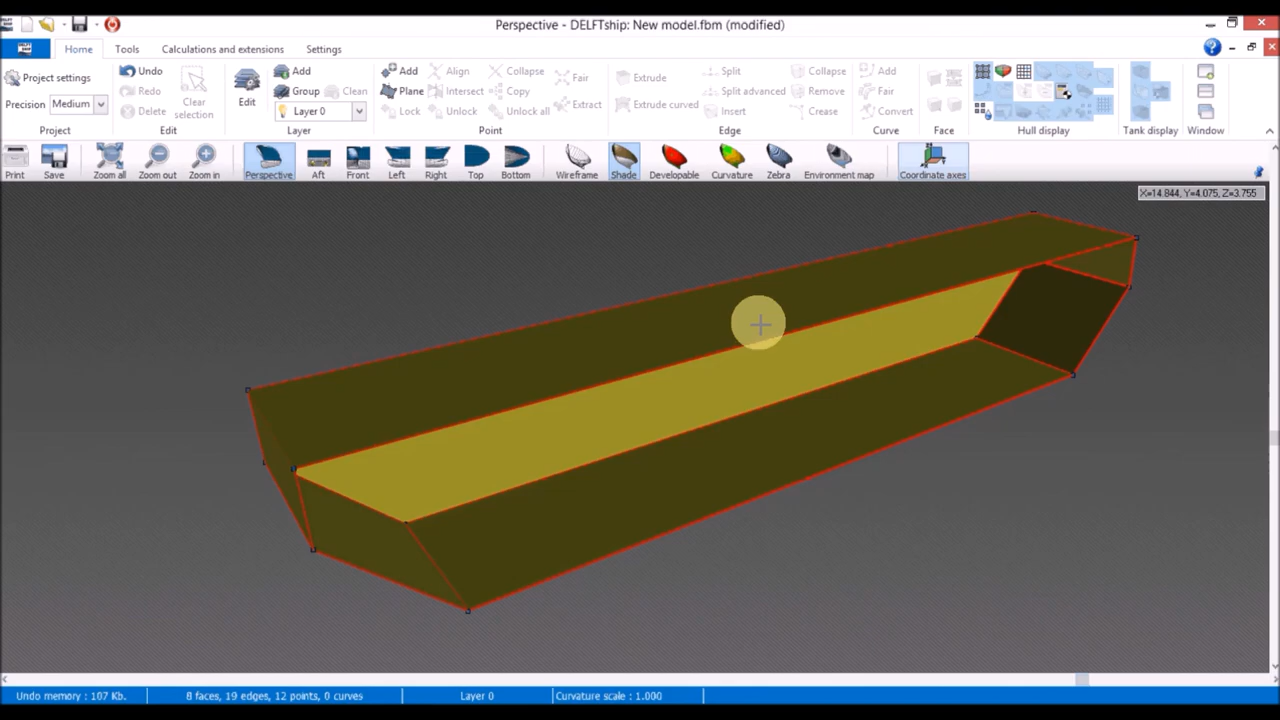 Perspective - DELFTship: New model.fbm (modified)
Home Tools Calculations and extensions Settings
Project settings
Precision Medium
Project
Undo
Redo
Delete
Clear
selection
Edit
Edit
Add
Group Clean
Layer 0
Layer
Add Align Collapse Fair
Plane Intersect Copy
Lock Unlock Unlock all Extract
Point
Extrude Split Collapse
Split advanced Remove
Extrude curved Insert Crease
Edge
Add
Fair
Convert
Curve
Face
Hull display
Tank display
Window
Print Save Zoom all Zoom out Zoom in Perspective Aft Front Left Right Top Bottom Wireframe Shade Developable Curvature Zebra Environment map Coordinate axes
X=14.844, Y=4.075, Z=3.755
Undo memory : 107 Kb. 8 faces, 19 edges, 12 points, 0 curves Layer 0 Curvature scale : 1.000